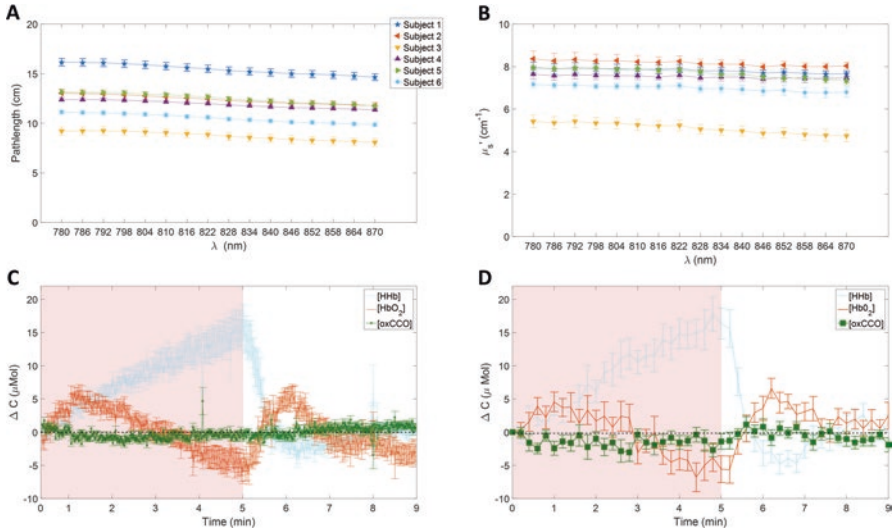 A
Pathlength (cm)
20
15
10
5
0
780 786 792 798 804 810 816 822 828 834 840 846 852 858 864 870
λ (nm)
Subject 1
Subject 2
Subject 3
Subject 4
Subject 5
Subject 6
B
μs' (cm-1)
10
8
6
4
2
0
780 786 792 798 804 810 816 822 828 834 840 846 852 858 864 870
λ (nm)
C
Δ C (μMol)
20
15
10
5
0
-5
-10
0 1 2 3 4 5 6 7 8 9
Time (min)
[HHb]
[HbO2]
[oxCCO]
D
Δ C (μ Mol)
20
15
10
5
0
-5
-10
0 1 2 3 4 5 6 7 8 9
Time (min)
[HHb]
[Hb02]
[oxCCO]